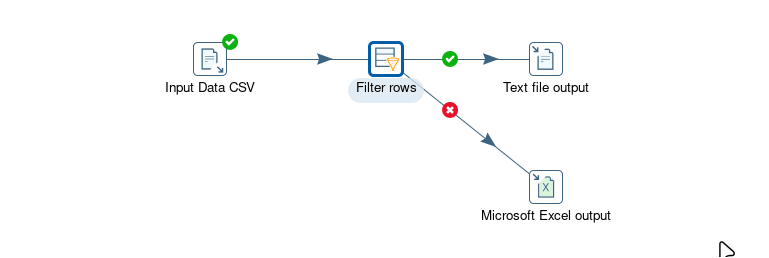 Input Data CSV
Filter rows
Text file output
X
Microsoft Excel output